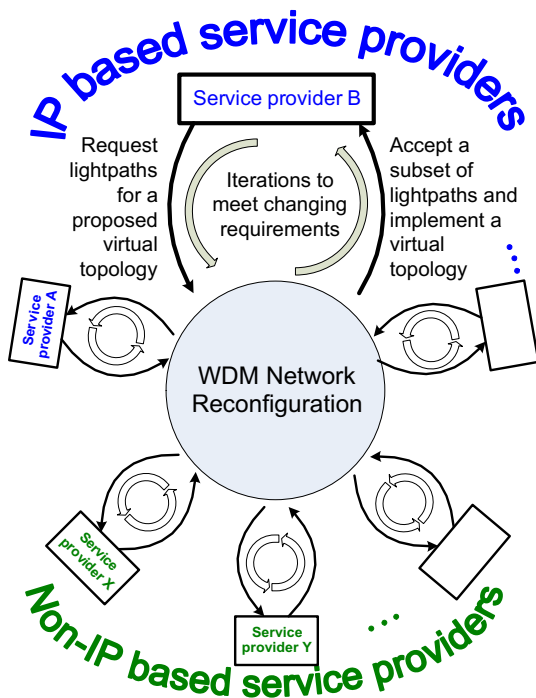 IP based service providers
Service provider B
Request
lightpaths
for a
proposed
virtual
topology
Iterations to
meet changing
requirements
Accept a
subset of
lightpaths and
implement a
virtual
topology
...
Service
provider A
WDM Network
Reconfiguration
Service
provider X
Service
provider Y
...
Non-IP based service providers